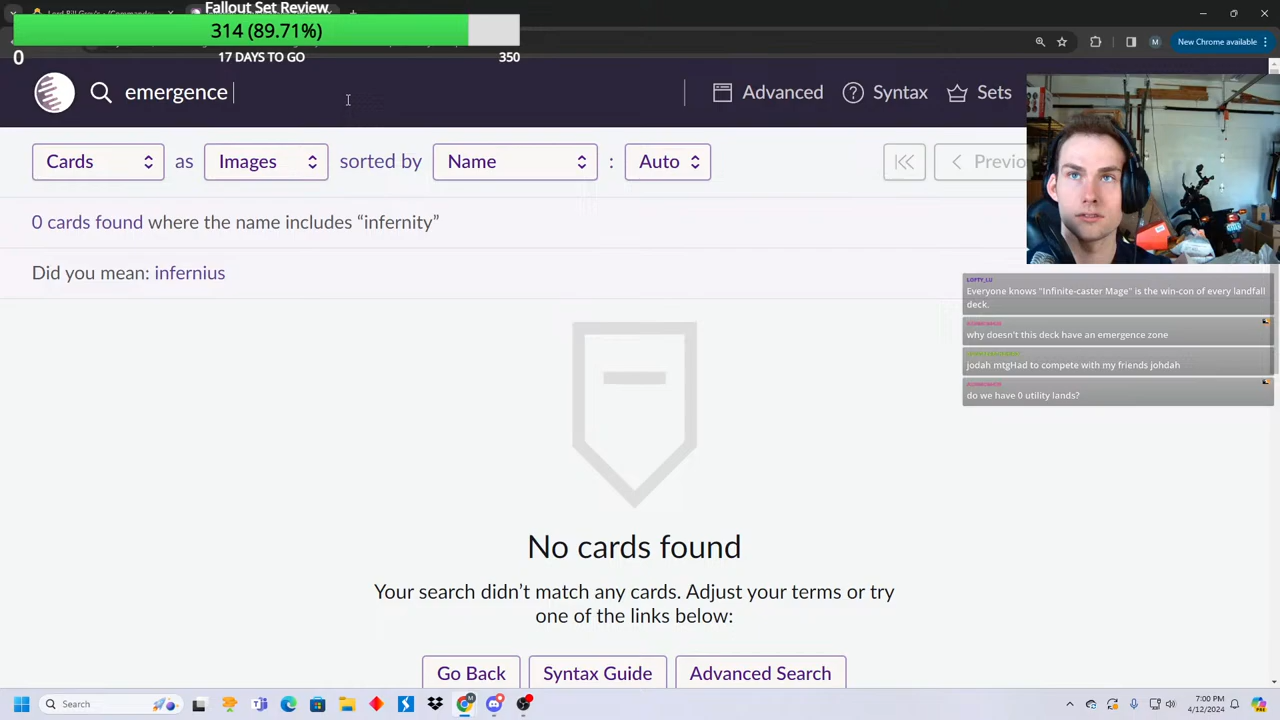 Fallout Set Review
314 (89.71%)
0
17 DAYS TO GO
350
New Chrome available
emergence
Advanced
Syntax
Sets
Cards
as
Images
sorted by
Name
:
Auto
Previo
0 cards found where the name includes “infernity”
Did you mean: infernius
Everyone knows "Infinite-caster Mage" is the win-con of every landfall
deck.
why doesn't this deck have an emergence zone
jodah mtgHad to compete with my friends johdah
do we have 0 utility lands?
No cards found
Your search didn’t match any cards. Adjust your terms or try
one of the links below:
Go Back
Syntax Guide
Advanced Search
Search
7:00 PM
4/12/2024